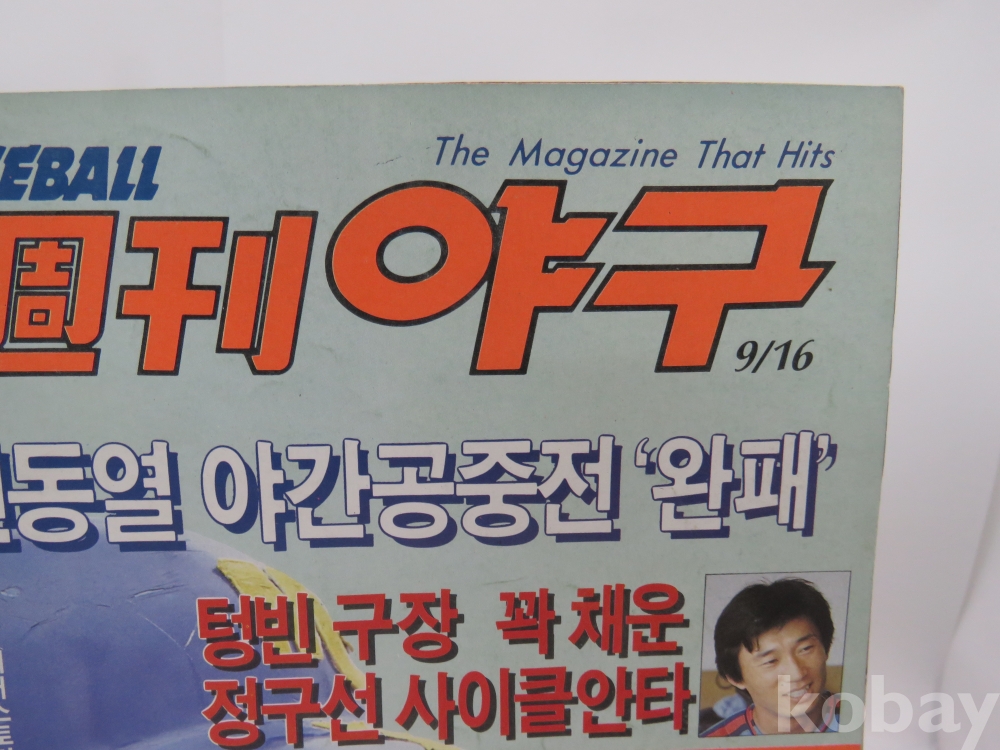 The Magazine That Hits
EBALL
週刊야구
9/16
동열 야간공중전 ‘완패’
텅빈 구장 꽉 채운
정구선 사이클안타
kobay